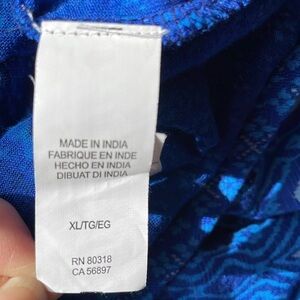 MADE IN INDIA
FABRIQUE EN INDE
HECHO EN INDIA
DIBUAT DI INDIA
XL/TG/EG
RN 80318
CA 56897